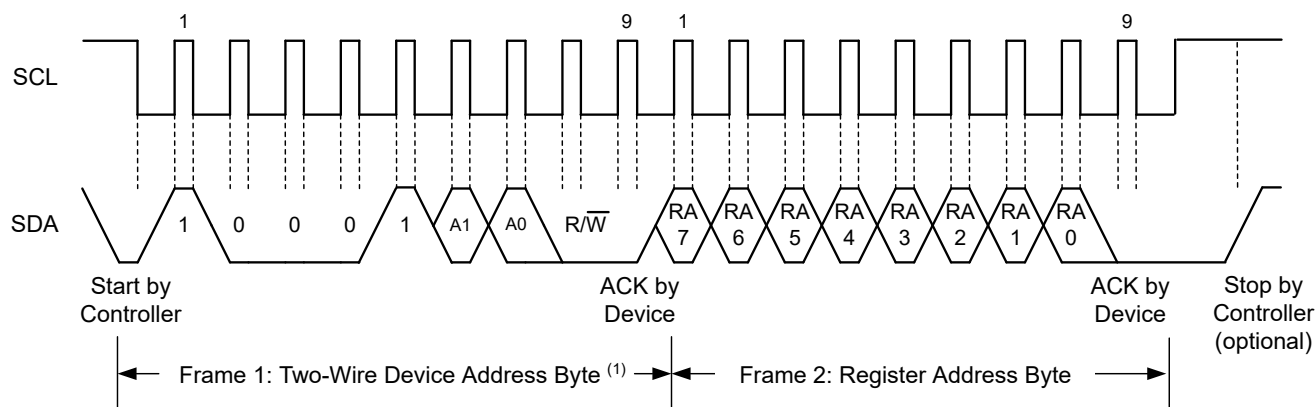 1 9 1 9
SCL
SDA 1 0 0 0 1 A1 A0 R/W̅ RA 7 RA 6 RA 5 RA 4 RA 3 RA 2 RA 1 RA 0
Start by
Controller
ACK by
Device
ACK by
Device
Stop by
Controller
(optional)
Frame 1: Two-Wire Device Address Byte (1)
Frame 2: Register Address Byte